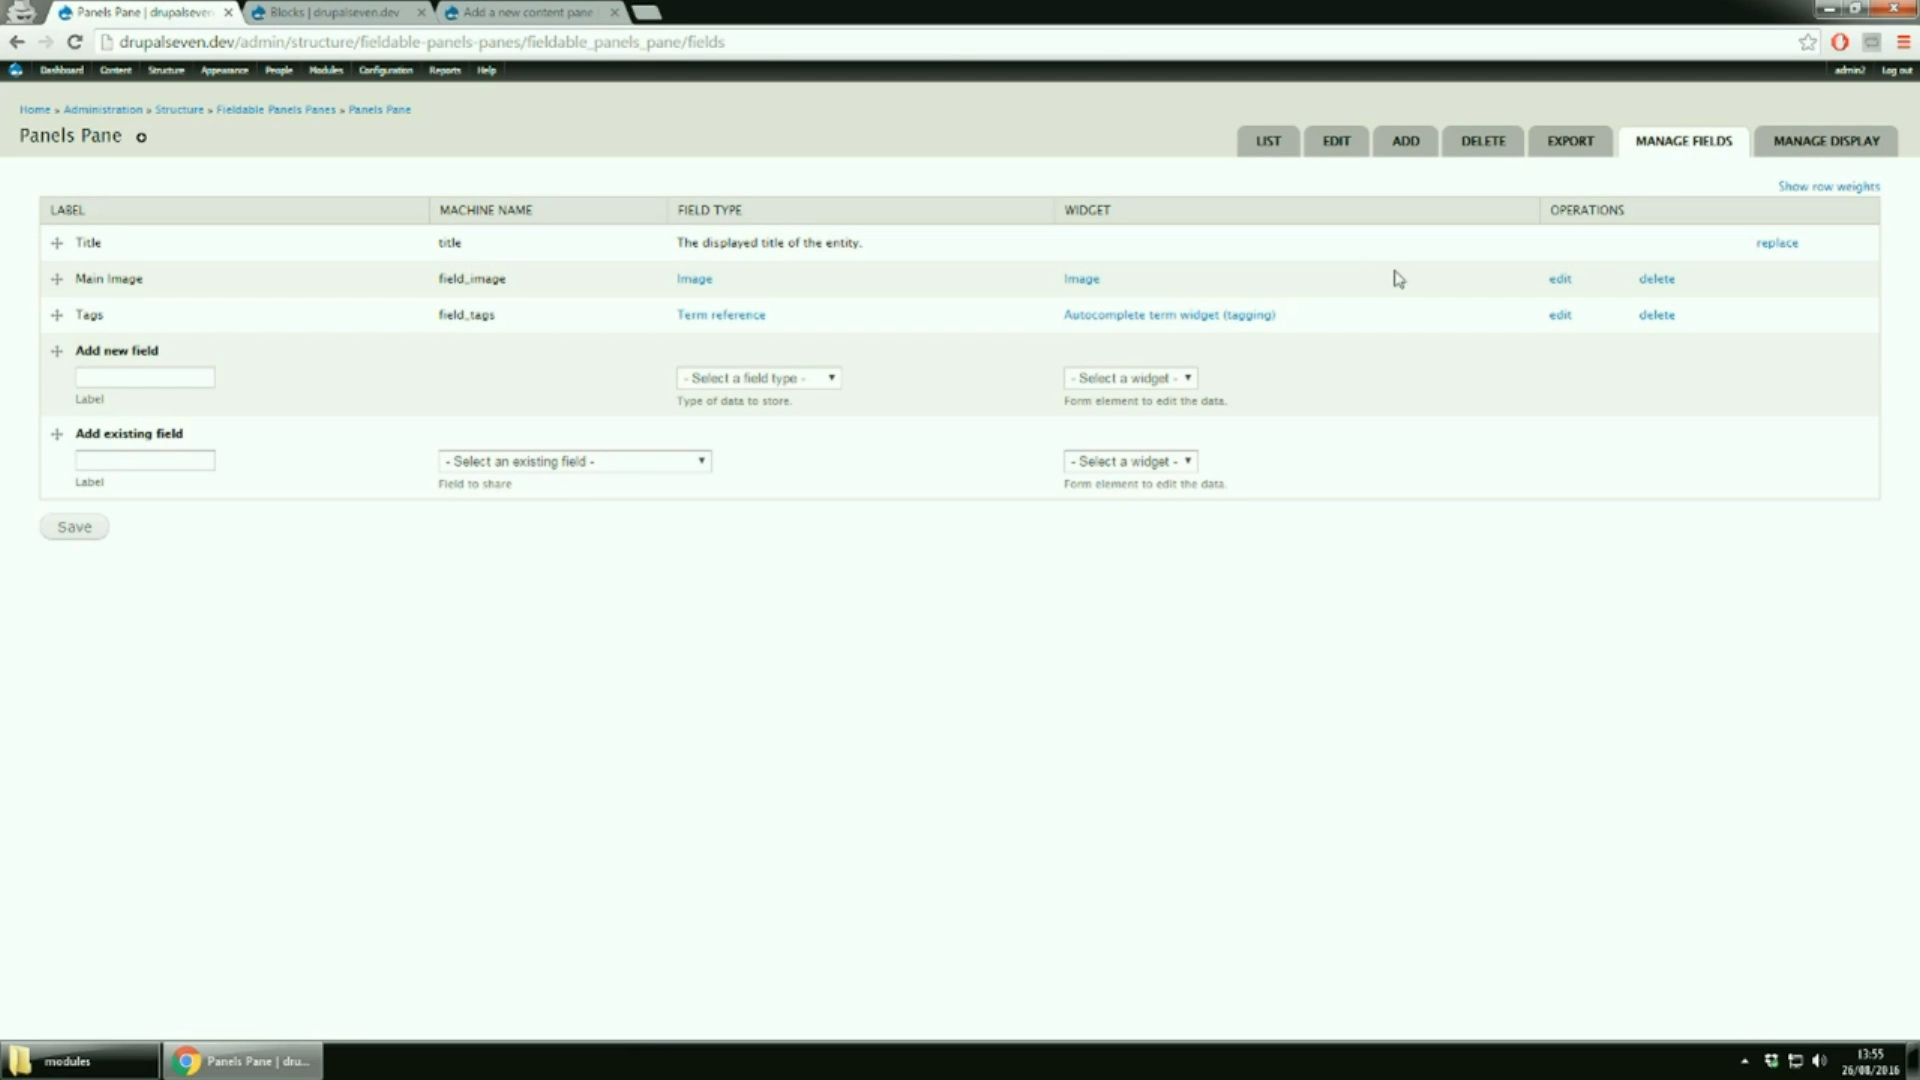 Panels Pane | drupalseven
Blocks | drupalseven.dev
Add a new content pane
drupalseven.dev/admin/structure/fieldable-panels-panes/fieldable_panels_pane/fields
Dashboard Content Structure Appearance People Modules Configuration Reports Help admin2 Log out
Home » Administration » Structure » Fieldable Panels Panes » Panels Pane
Panels Pane
LIST EDIT ADD DELETE EXPORT MANAGE FIELDS MANAGE DISPLAY
Show row weights
LABEL MACHINE NAME FIELD TYPE WIDGET OPERATIONS
Title title The displayed title of the entity. replace
Main Image field_image Image Image edit delete
Tags field_tags Term reference Autocomplete term widget (tagging) edit delete
Add new field
- Select a field type - - Select a widget -
Label Type of data to store. Form element to edit the data.
Add existing field
- Select an existing field - - Select a widget -
Label Field to share Form element to edit the data.
Save
modules
Panels Pane | dru...
13:55
26/08/2016